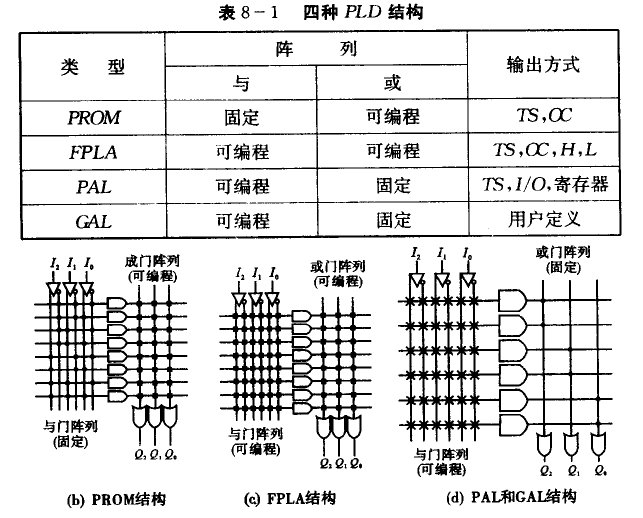 表 8-1 四种 PLD 结构
类 型 阵 列 输出方式
与 或
PROM 固定 可编程 TS,OC
FPLA 可编程 可编程 TS,OC,H,L
PAL 可编程 固定 TS,I/O,寄存器
GAL 可编程 固定 用户定义
I₂ I₁ I₀ 或门阵列
(可编程)
与门阵列
(固定)
Q₂ Q₁ Q₀
(b) PROM结构
I₂ I₁ I₀ 或门阵列
(可编程)
与门阵列
(可编程)
Q₂ Q₁ Q₀
(c) FPLA结构
I₂ I₁ I₀ 或门阵列
(固定)
与门阵列
(可编程)
Q₂ Q₁ Q₀
(d) PAL和GAL结构